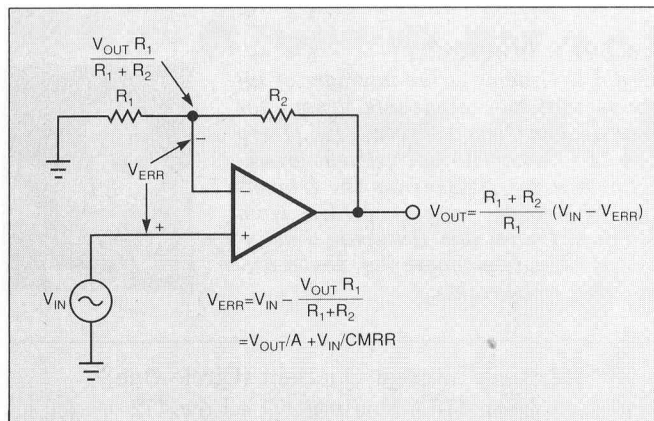 V_OUT R_1
R_1 + R_2
R_1
R_2
−
V_ERR
−
+
+
V_OUT = R_1 + R_2 / R_1 (V_IN − V_ERR)
V_IN
V_ERR=V_IN − V_OUT R_1 / R_1+R_2
=V_OUT/A +V_IN/CMRR